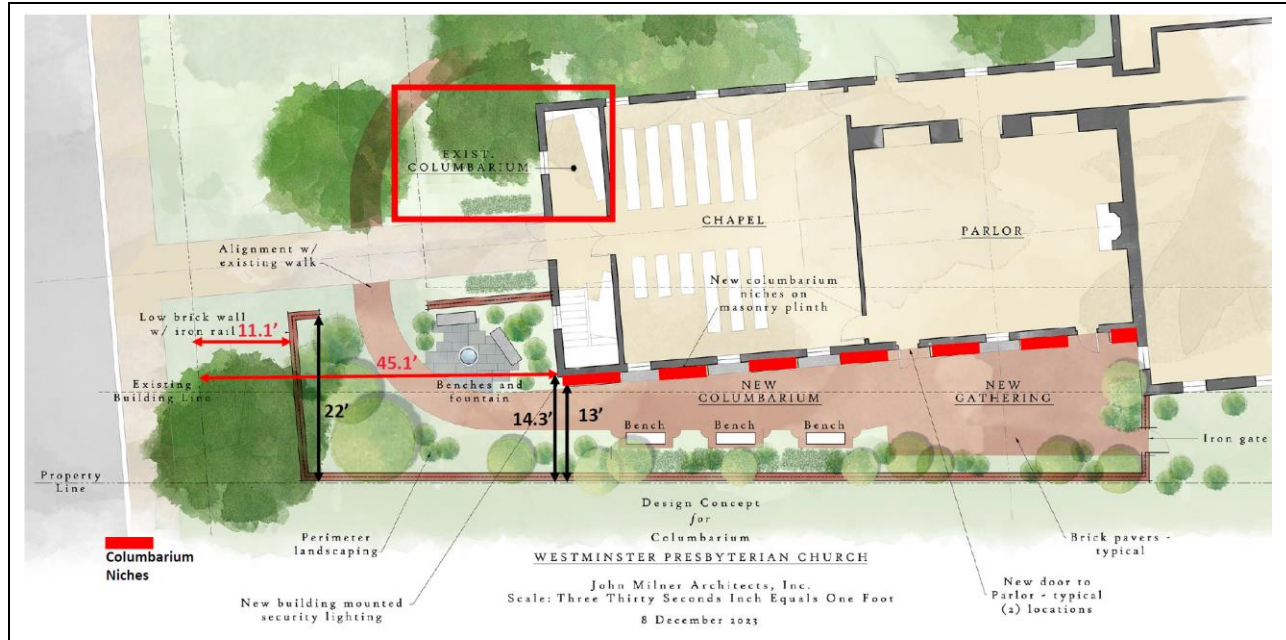 EXIST.
COLUMBARIUM
CHAPEL
PARLOR
Alignment w/
existing walk
New columbarium
niches on
masonry plinth
Low brick wall
w/ iron rail
11.1'
45.1'
Existing
Building Line
Benches and
fountain
22'
14.3'
13'
NEW
COLUMBARIUM
NEW
GATHERING
Bench
Bench
Bench
Iron gate
Property
Line
Columbarium
Niches
Perimeter
landscaping
New building mounted
security lighting
Design Concept
for
Columbarium
WESTMINSTER PRESBYTERIAN CHURCH
John Milner Architects, Inc.
Scale: Three Thirty Seconds Inch Equals One Foot
8 December 2023
Brick pavers -
typical
New door to
Parlor - typical
(2) locations